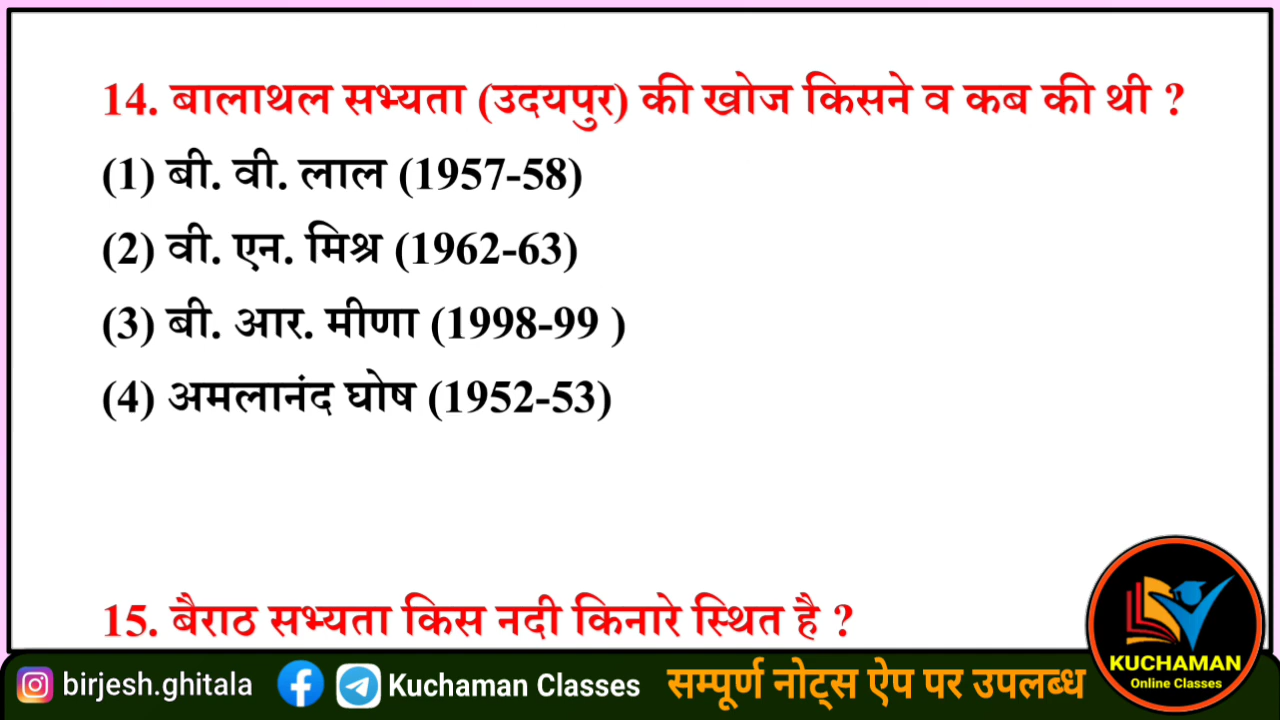 14. बालाथल सभ्यता (उदयपुर) की खोज किसने व कब की थी ?
(1) बी. वी. लाल (1957-58)
(2) वी. एन. मिश्र (1962-63)
(3) बी. आर. मीणा (1998-99 )
(4) अमलानंद घोष (1952-53)
15. बैराठ सभ्यता किस नदी किनारे स्थित है ?
KUCHAMAN
Online Classes
birjesh.ghitala Kuchaman Classes सम्पूर्ण नोट्स ऐप पर उपलब्ध